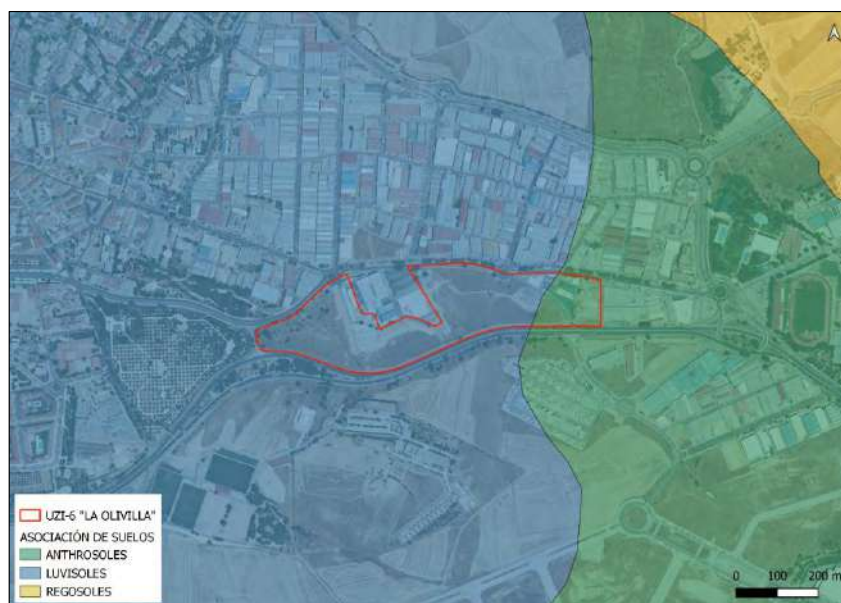 UZI-6 "LA OLIVILLA"
ASOCIACIÓN DE SUELOS
ANTHROSOLES
LUVISOLES
REGOSOLES
0 100 200 m